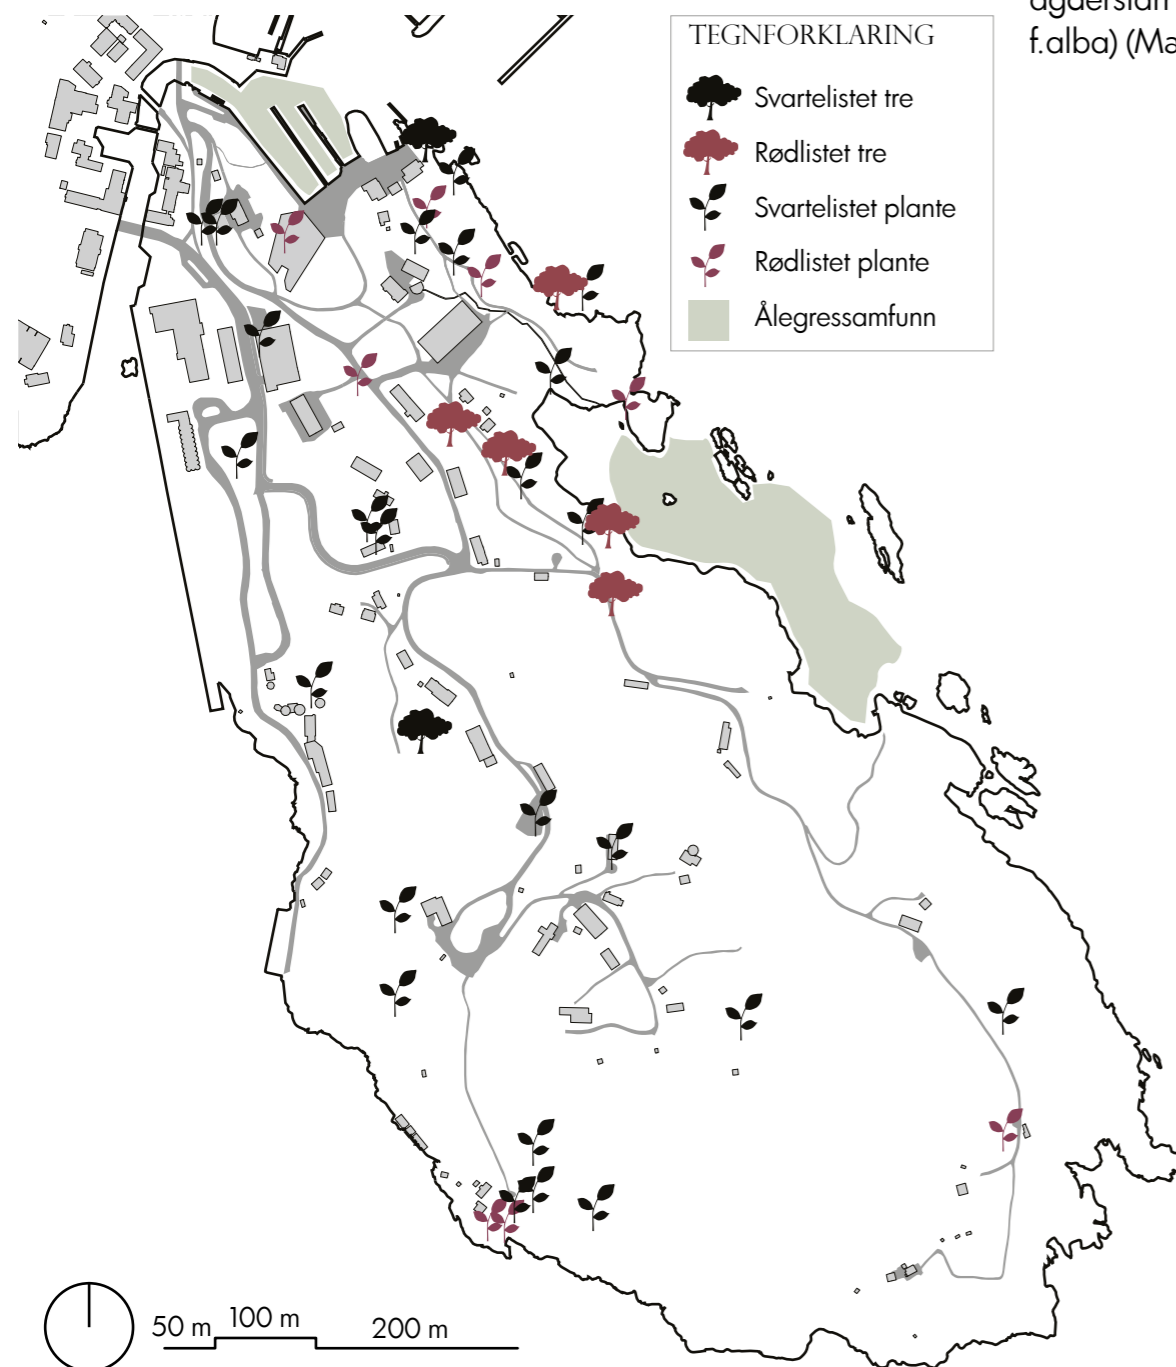 f.alba) (Ma
TEGNFORKLARING
Svartelistet tre
Rødlistet tre
Svartelistet plante
Rødlistet plante
Ålegressamfunn
50 m 100 m 200 m